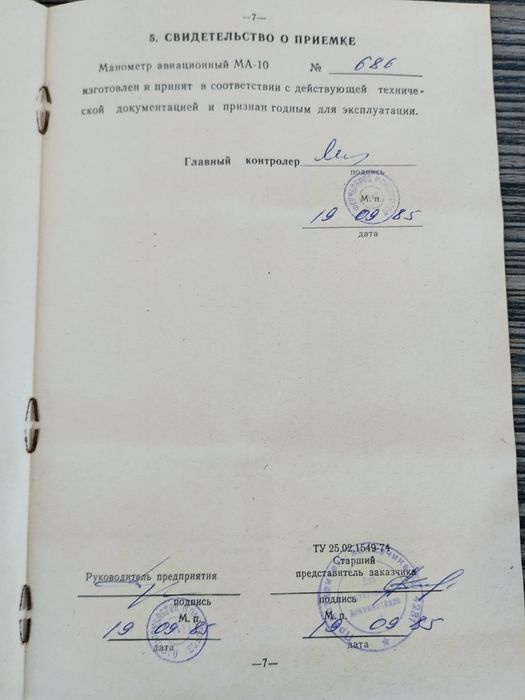 —7—
5. СВИДЕТЕЛЬСТВО О ПРИЕМКЕ
Манометр авиационный МА-10 № 686
изготовлен и принят в соответствии с действующей техниче-
ской документацией и признан годным для эксплуатации.
Главный контролер
подпись
М. п.
19 09 85
дата
ТУ 25.02.1549-74
Старший
Руководитель предприятия представитель заказчика
подпись подпись
М. п. М. п.
19 09 85 19 09 85
дата дата
—7—